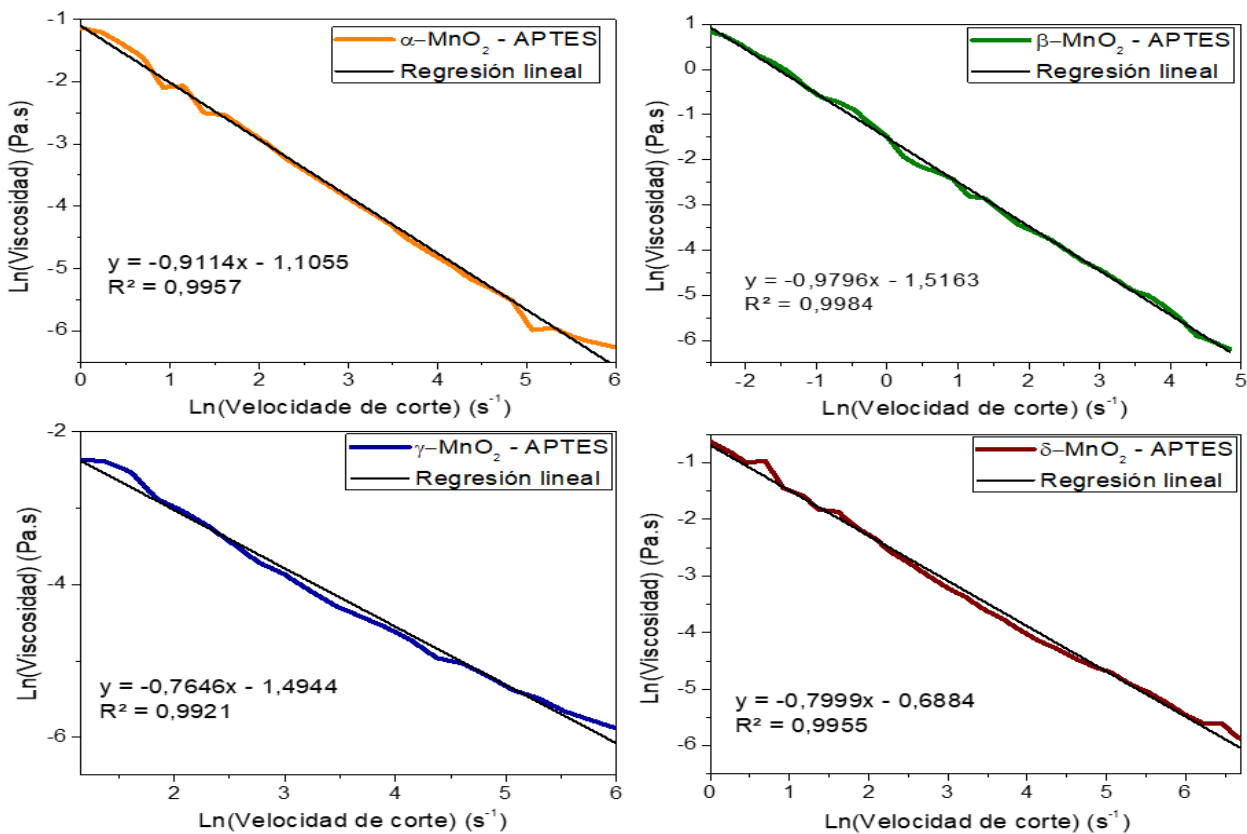 α–MnO₂ - APTES
Regresión lineal
Ln(Viscosidad) (Pa.s)
-1
-2
-3
-4
-5
-6
y = -0,9114x - 1,1055
R² = 0,9957
0 1 2 3 4 5 6
Ln(Velocidade de corte) (s⁻¹)
β–MnO₂ - APTES
Regresión lineal
Ln(Viscosidad) (Pa.s)
1
0
-1
-2
-3
-4
-5
-6
y = -0,9796x - 1,5163
R² = 0,9984
-2 -1 0 1 2 3 4 5
Ln(Velocidad de corte) (s⁻¹)
γ–MnO₂ - APTES
Regresión lineal
Ln(Viscosidad) (Pa.s)
-2
-4
-6
y = -0,7646x - 1,4944
R² = 0,9921
2 3 4 5 6
Ln(Velocidad de corte) (s⁻¹)
δ–MnO₂ - APTES
Regresión lineal
Ln(Viscosidad) (Pa.s)
-1
-2
-3
-4
-5
-6
y = -0,7999x - 0,6884
R² = 0,9955
0 1 2 3 4 5 6
Ln(Velocidad de corte) (s⁻¹)